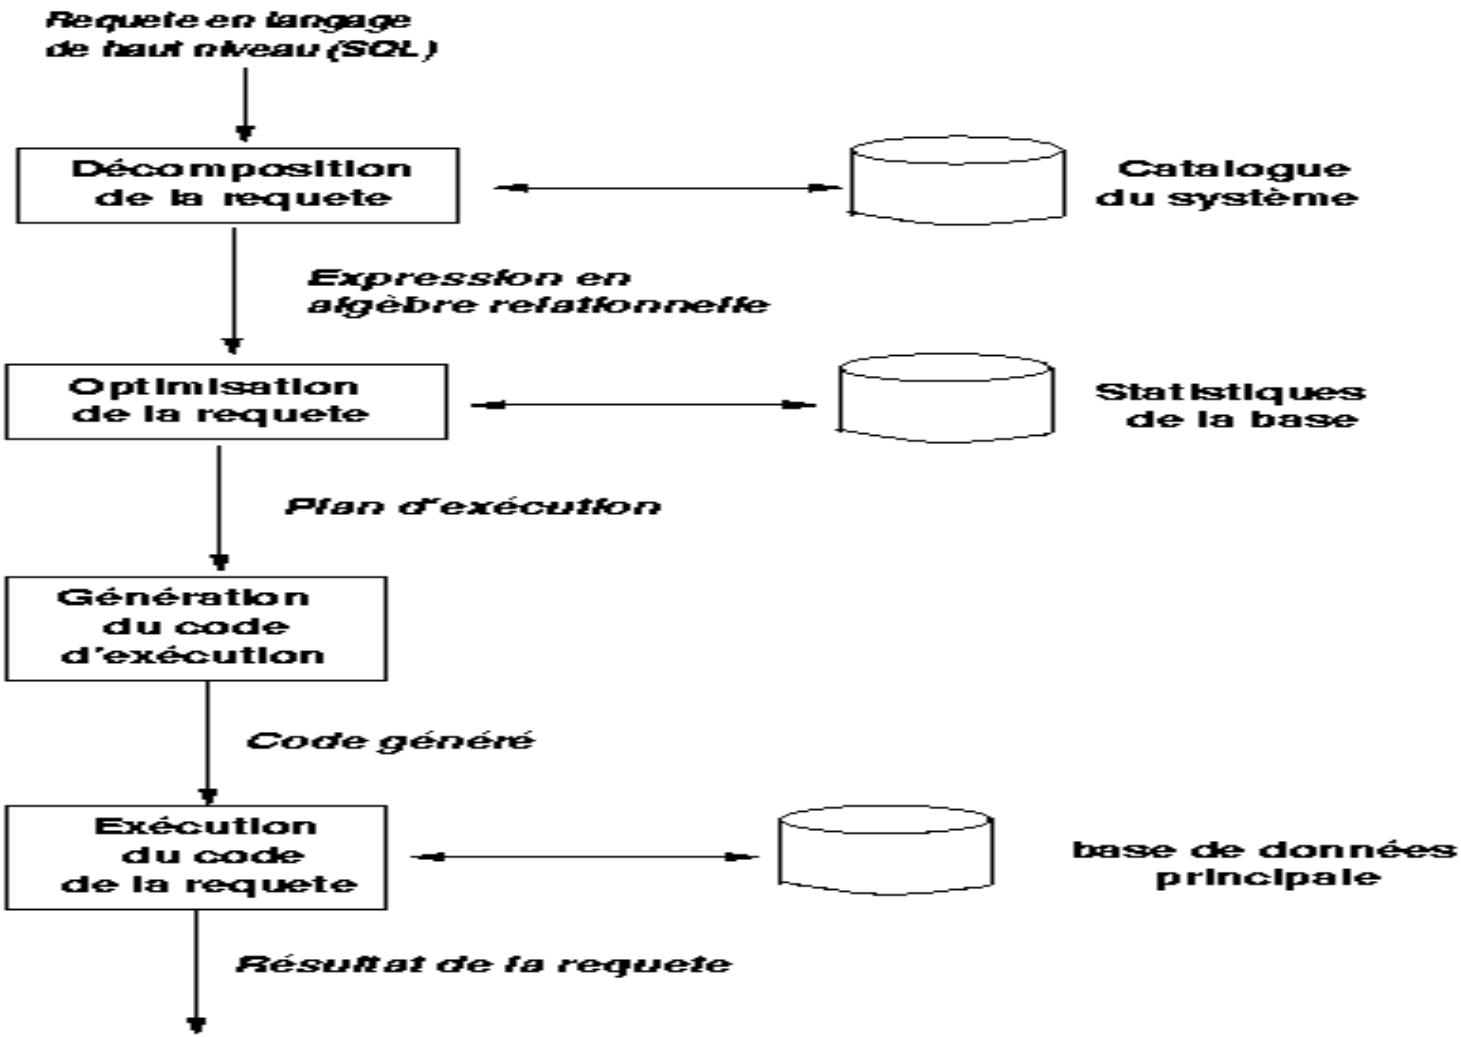 Requete en langage
de haut niveau (SQL)
Décomposition
de la requete
Catalogue
du système
Expression en
algèbre relationnelle
Optimisation
de la requete
Statistiques
de la base
Plan d'exécution
Génération
du code
d'exécution
Code généré
Exécution
du code
de la requete
base de données
principale
Résultat de la requete